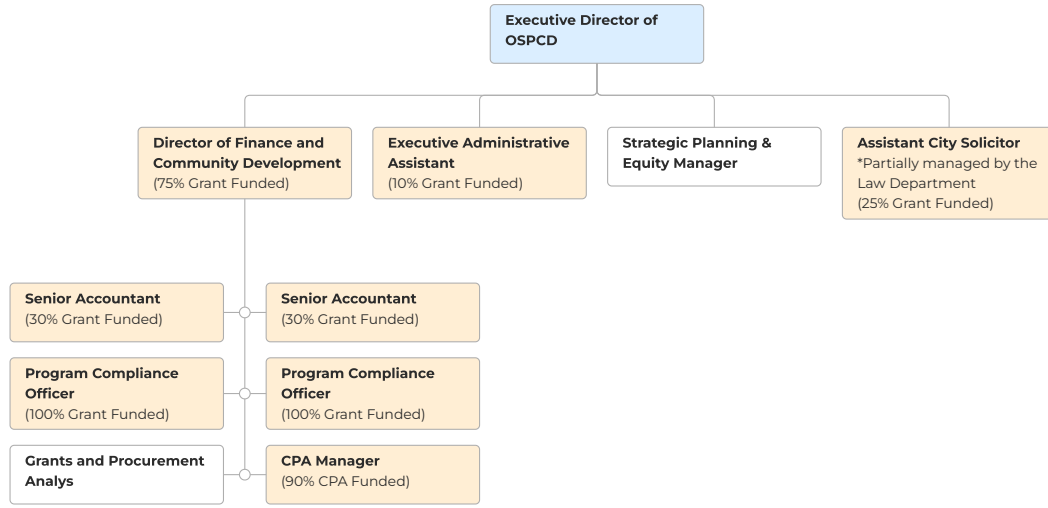 Executive Director of
OSPCD
Director of Finance and
Community Development
(75% Grant Funded)
Executive Administrative
Assistant
(10% Grant Funded)
Strategic Planning &
Equity Manager
Assistant City Solicitor
*Partially managed by the
Law Department
(25% Grant Funded)
Senior Accountant
(30% Grant Funded)
Senior Accountant
(30% Grant Funded)
Program Compliance
Officer
(100% Grant Funded)
Program Compliance
Officer
(100% Grant Funded)
Grants and Procurement
Analys
CPA Manager
(90% CPA Funded)